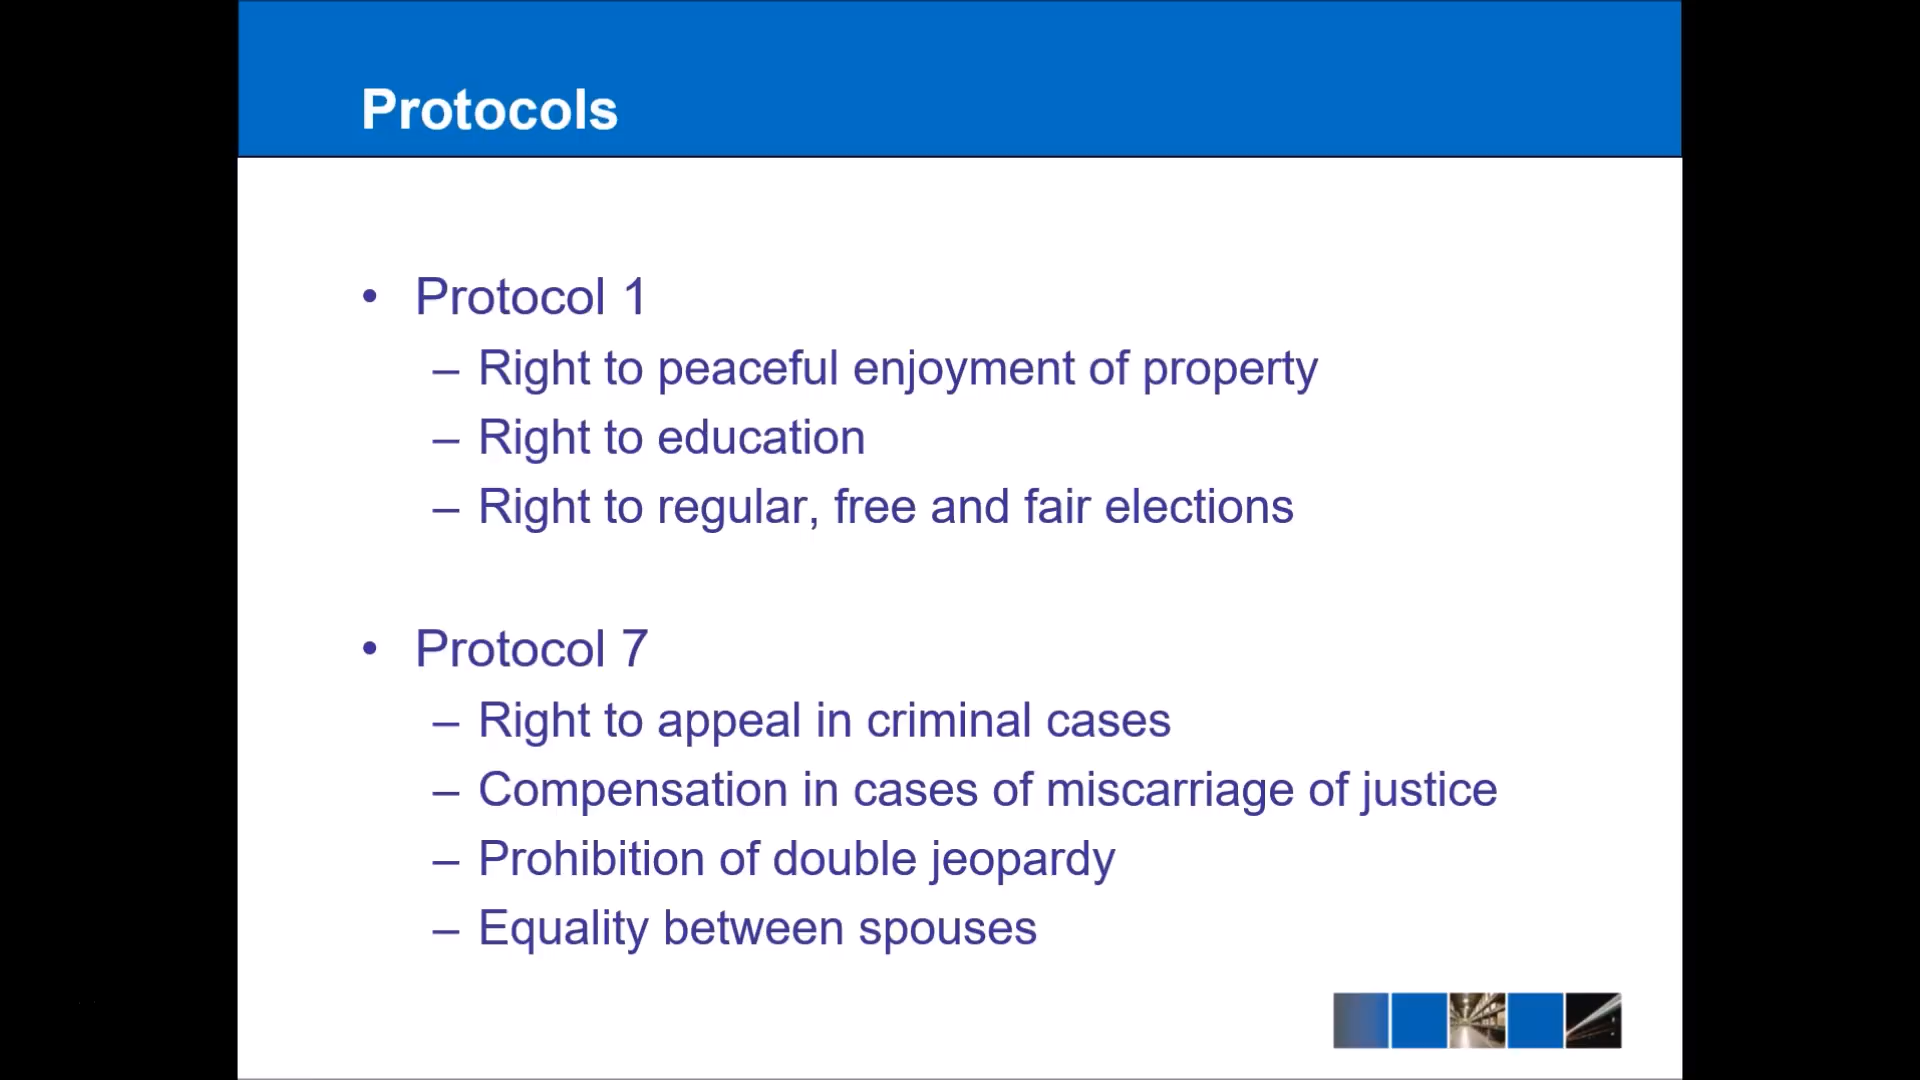 Protocols
• Protocol 1
– Right to peaceful enjoyment of property
– Right to education
– Right to regular, free and fair elections
• Protocol 7
– Right to appeal in criminal cases
– Compensation in cases of miscarriage of justice
– Prohibition of double jeopardy
– Equality between spouses